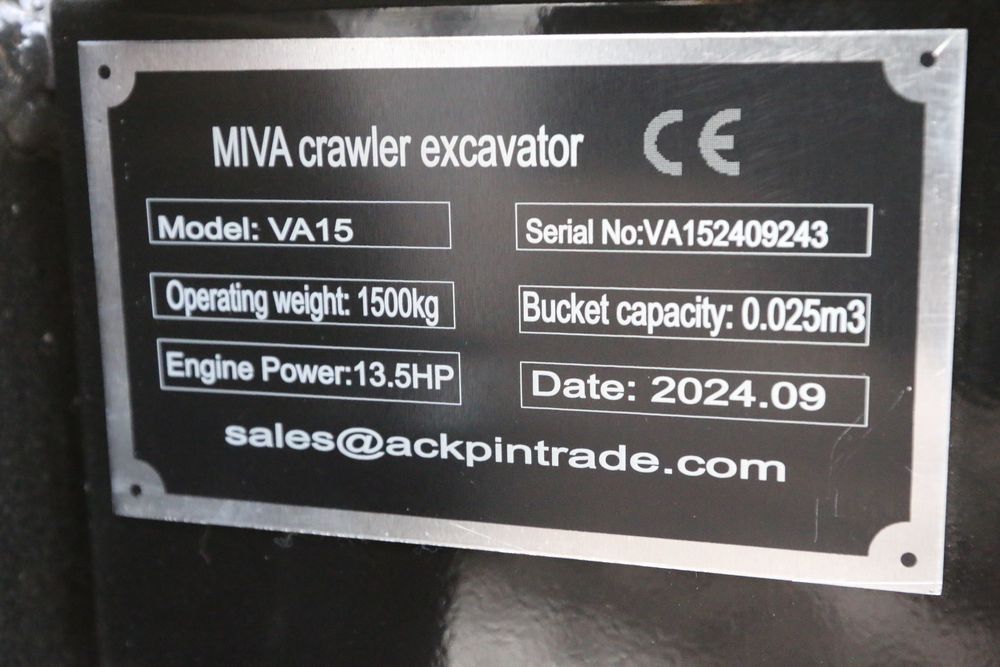 MIVA crawler excavator CE
Model: VA15 Serial No:VA152409243
Operating weight: 1500kg Bucket capacity: 0.025m3
Engine Power:13.5HP Date: 2024.09
sales@ackpintrade.com